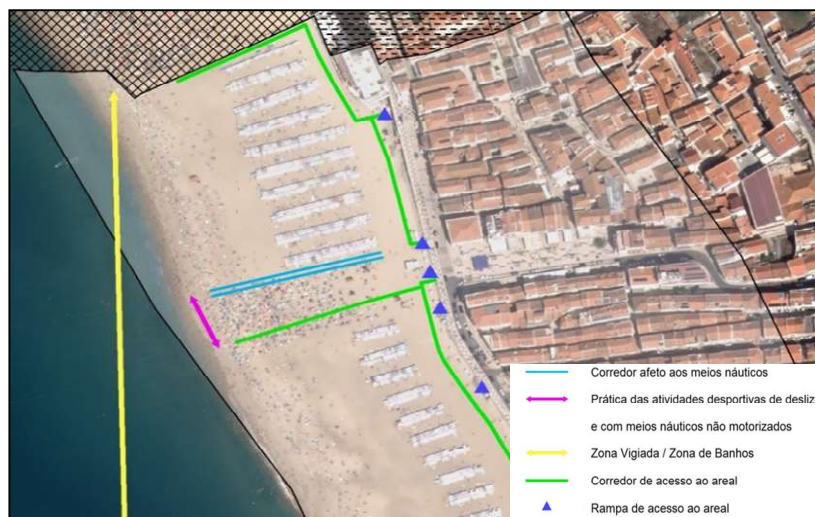 Corredor afeto aos meios náuticos
Prática das atividades desportivas de desliz
e com meios náuticos não motorizados
Zona Vigiada / Zona de Banhos
Corredor de acesso ao areal
Rampa de acesso ao areal